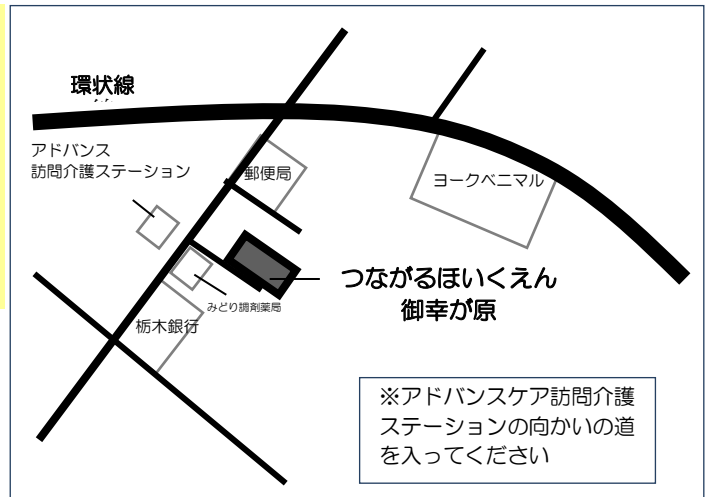 環状線
アドバンス
訪問介護ステーション
郵便局
ヨークベニマル
つながるほいくえん
御幸が原
みどり調剤薬局
栃木銀行
※アドバンスケア訪問介護
ステーションの向かいの道
を入ってください